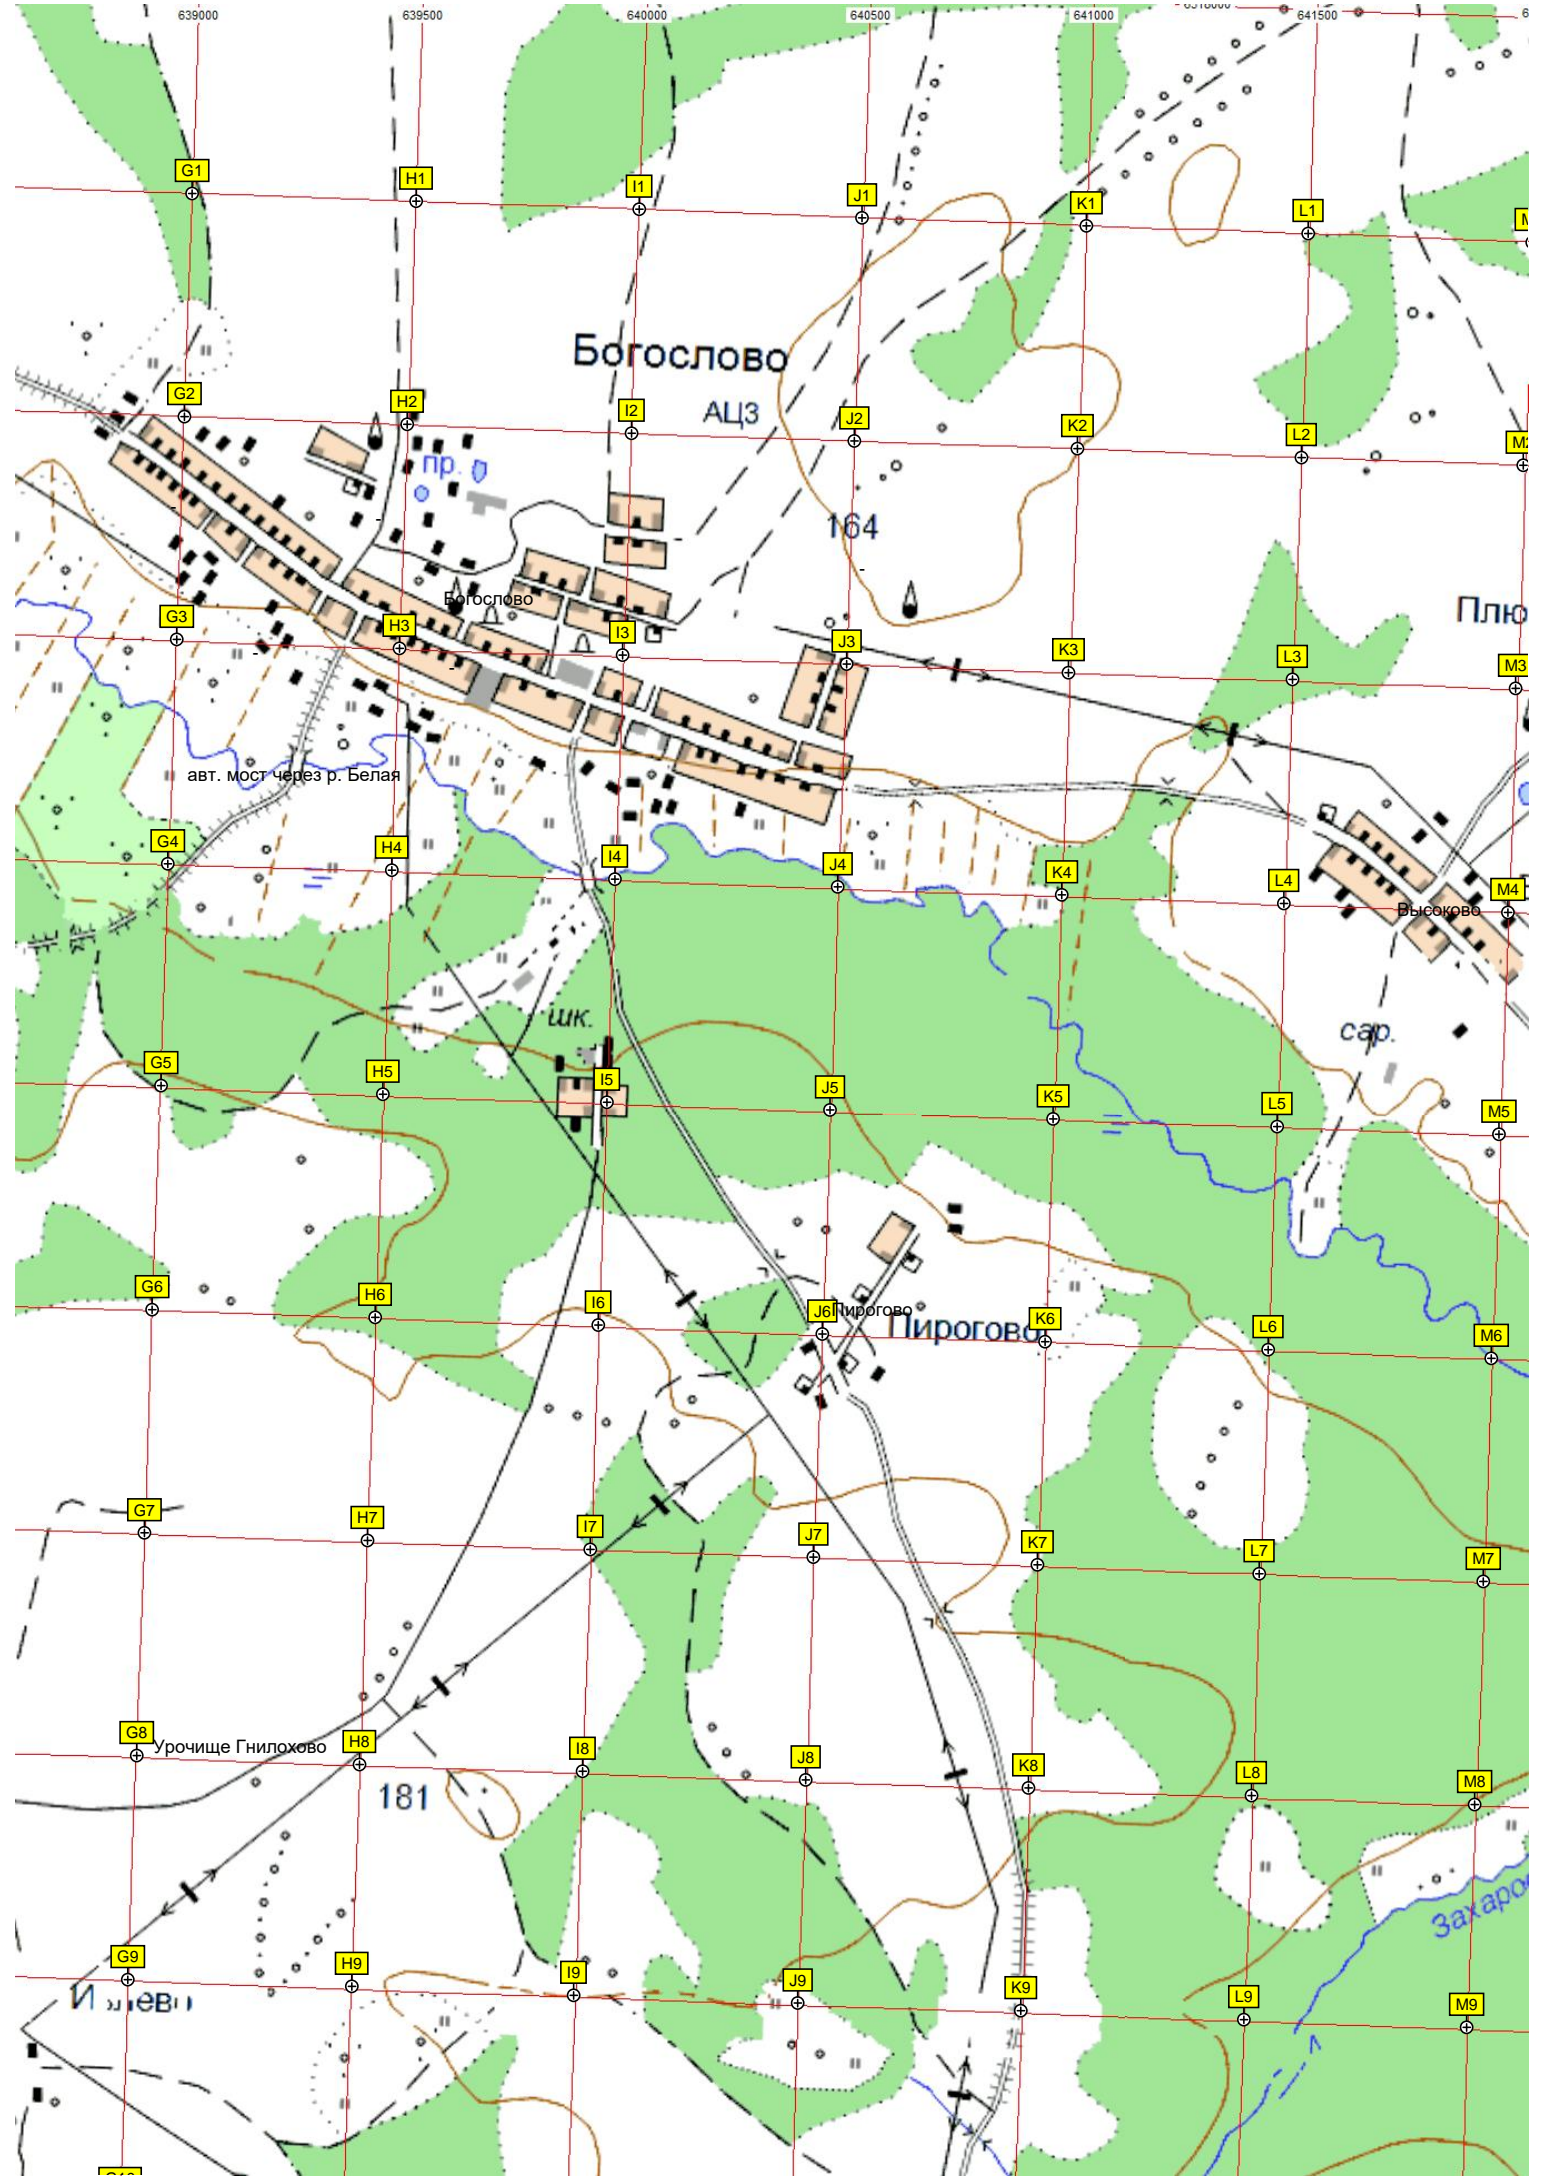 639000 639500 640000 640500 641000 641500
G1 H1 I1 J1 K1 L1
Богослово
АЦЗ
G2 H2 I2 J2 K2 L2 M2
пр.
164
Богослово
Плю
G3 H3 I3 J3 K3 L3 M3
авт. мост через р. Белая
G4 H4 I4 J4 K4 L4 M4
Высоково
шк.
сар.
G5 H5 I5 J5 K5 L5 M5
G6 H6 I6 J6 K6 L6 M6
Пирогово
Пирогово
G7 H7 I7 J7 K7 L7 M7
G8 H8 I8 J8 K8 L8 M8
Урочище Гнилохово
181
Захаро
G9 H9 I9 J9 K9 L9 M9